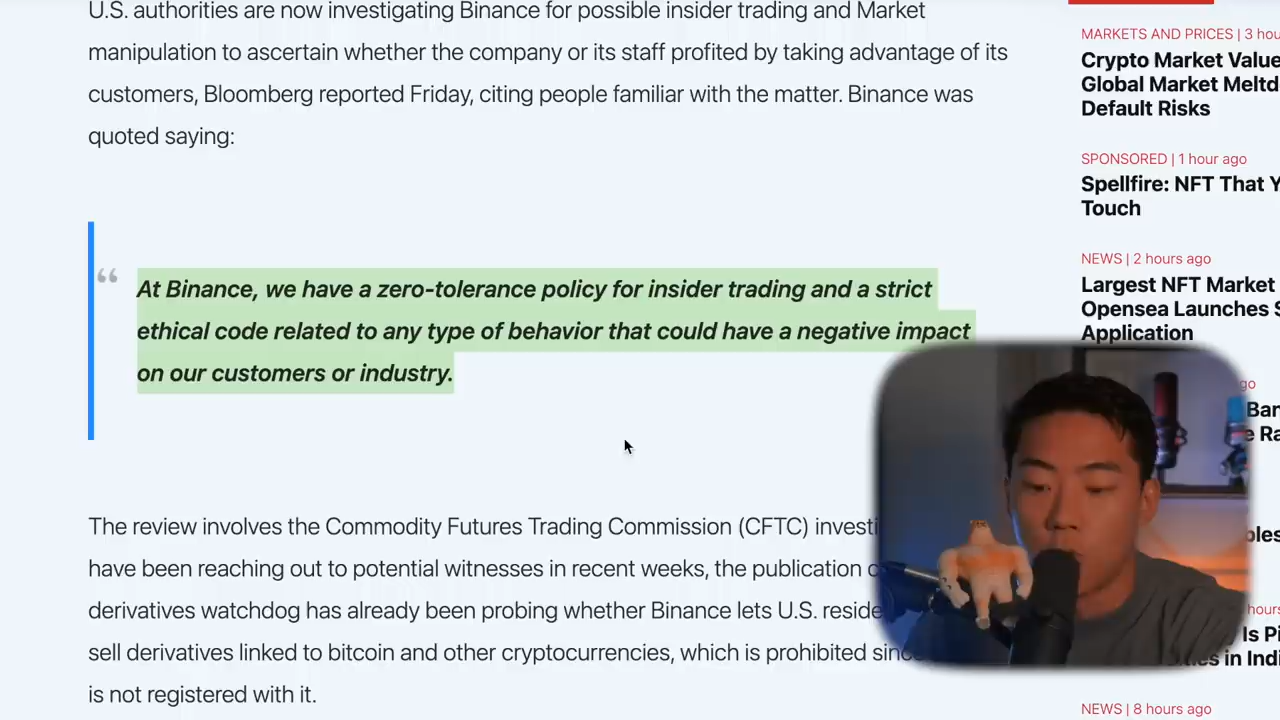 U.S. authorities are now investigating Binance for possible insider trading and Market
manipulation to ascertain whether the company or its staff profited by taking advantage of its
customers, Bloomberg reported Friday, citing people familiar with the matter. Binance was
quoted saying:
“
At Binance, we have a zero-tolerance policy for insider trading and a strict
ethical code related to any type of behavior that could have a negative impact
on our customers or industry.
The review involves the Commodity Futures Trading Commission (CFTC)
have been reaching out to potential witnesses in recent weeks, the publication
derivatives watchdog has already been probing whether Binance lets U.S.
sell derivatives linked to bitcoin and other cryptocurrencies, which is prohibited
is not registered with it.
MARKETS AND PRICES | 3
Crypto Market Value
Global Market
Default Risks
SPONSORED | 1 hour ago
Spellfire: NFT That
Touch
NEWS | 2 hours ago
Largest NFT Market
Opensea Launches
Application
Is
in
NEWS | 8 hours ago